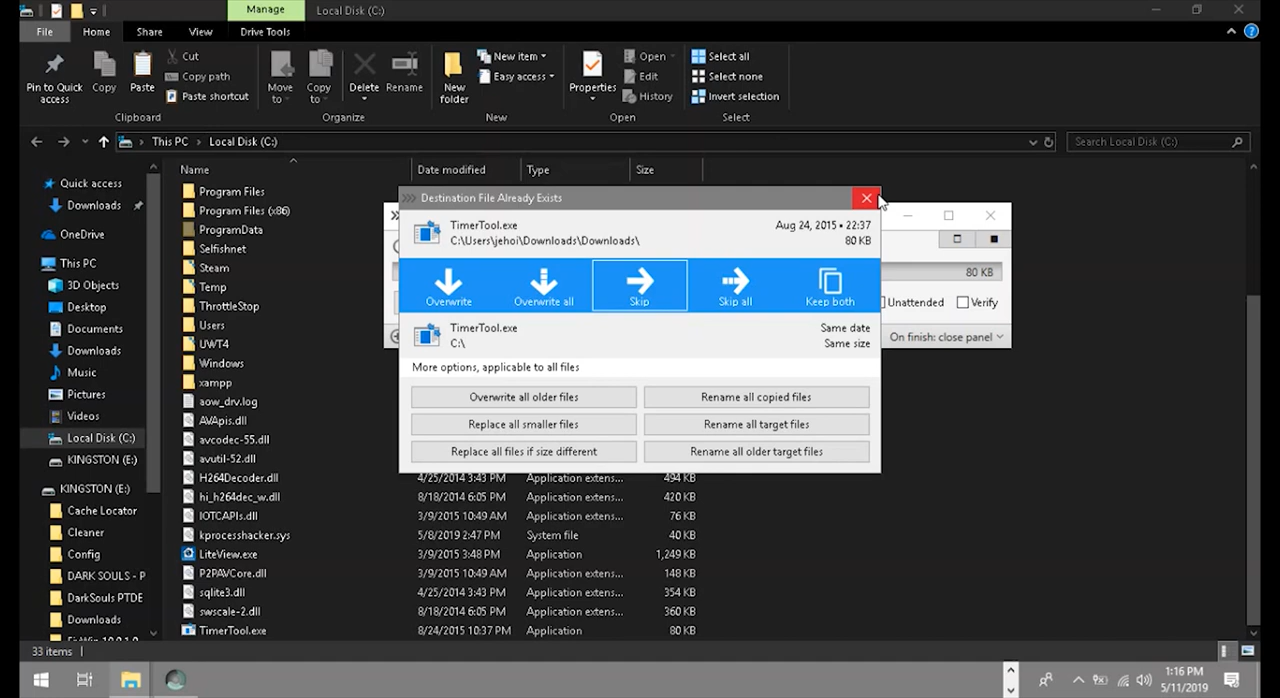 Manage
Local Disk (C:)
File
Home
Share
View
Drive Tools
Pin to Quick access
Copy
Paste
Cut
Copy path
Paste shortcut
Move to
Copy to
Delete
Rename
New folder
New item
Easy access
Properties
Open
Edit
History
Select all
Select none
Invert selection
Clipboard
Organize
New
Open
Select
This PC
Local Disk (C:)
Search Local Disk (C:)
Name
Date modified
Type
Size
Quick access
Downloads
OneDrive
This PC
3D Objects
Desktop
Documents
Downloads
Music
Pictures
Videos
Local Disk (C:)
KINGSTON (E:)
KINGSTON (E:)
Cache Locator
Cleaner
Config
DARK SOULS - P
DarkSouls PTDE
Downloads
Program Files
Program Files (x86)
ProgramData
Selfishnet
Steam
Temp
ThrottleStop
Users
UWT4
Windows
xampp
aow_drv.log
AVApis.dll
avcodec-55.dll
avutil-52.dll
H264Decoder.dll 4/25/2014 3:43 PM Application extens... 494 KB
hi_h264dec_w.dll 8/18/2014 6:05 PM Application extens... 420 KB
IOTCAPIs.dll 3/9/2015 10:49 AM Application extens... 76 KB
kprocesshacker.sys 5/8/2019 2:47 PM System file 40 KB
LiteView.exe 3/9/2015 3:48 PM Application 1,249 KB
P2PAVCore.dll 3/9/2015 10:49 AM Application extens... 148 KB
sqlite3.dll 4/25/2014 3:43 PM Application extens... 354 KB
swscale-2.dll 8/18/2014 6:05 PM Application extens... 360 KB
TimerTool.exe 8/24/2015 10:37 PM Application 80 KB
Destination File Already Exists
TimerTool.exe
Aug 24, 2015 • 22:37
C:\Users\jehoi\Downloads\Downloads\
80 KB
Overwrite
Overwrite all
Skip
Skip all
Keep both
TimerTool.exe
Same date
C:\
Same size
More options, applicable to all files
Overwrite all older files
Rename all copied files
Replace all smaller files
Rename all target files
Replace all files if size different
Rename all older target files
80 KB
Unattended
Verify
On finish: close panel
33 items
1:16 PM
5/11/2019